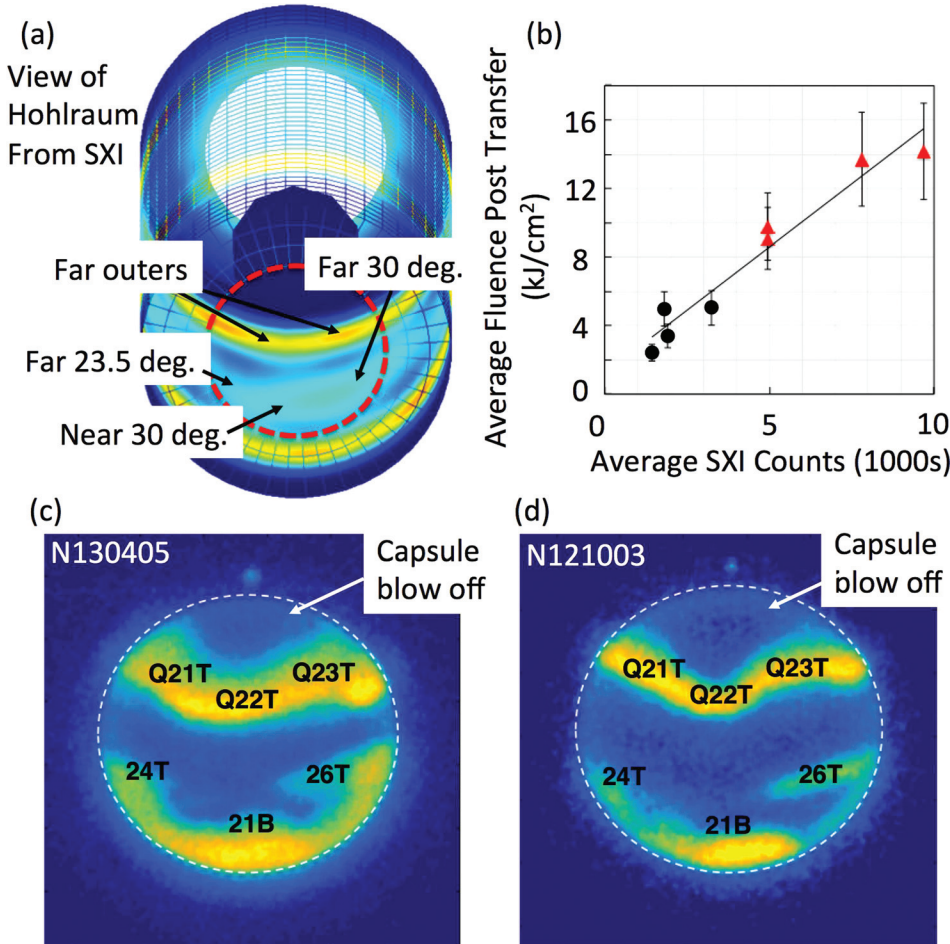 (a)
View of
Hohlraum
From SXI
Far outers
Far 30 deg.
Far 23.5 deg.
Near 30 deg.
(b)
Average Fluence Post Transfer
(kJ/cm²)
16
12
8
4
0
0
5
10
Average SXI Counts (1000s)
(c)
N130405
Capsule
blow off
Q21T
Q22T
Q23T
24T
26T
21B
(d)
N121003
Capsule
blow off
Q21T
Q22T
Q23T
24T
26T
21B